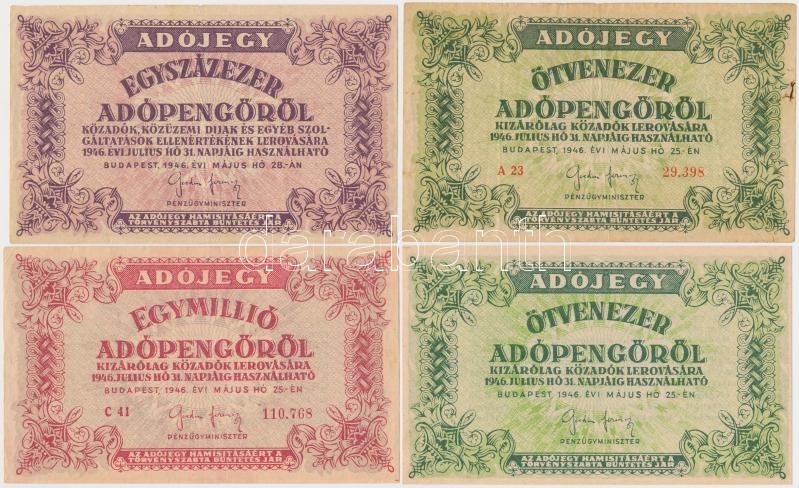 ADÓJEGY
EGYSZÁZEZER
ADÓPENGŐRŐL
KÖZADÓK, KÖZÜZEMI DIJAK ÉS EGYÉB SZOL-
GÁLTATÁSOK ELLENÉRTÉKÉNEK LEROVÁSÁRA
1946. ÉVI JULIUS HÓ 31. NAPJÁIG HASZNÁLHATÓ
BUDAPEST, 1946. ÉVI MÁJUS HÓ 28.-ÁN
PÉNZÜGYMINISZTER
AZ ADÓJEGY HAMISITÁSÁÉRT A
TÖRVÉNYSZABTA BÜNTETÉS JÁR
ADÓJEGY
ÖTVENEZER
ADÓPENGŐRŐL
KIZÁRÓLAG KÖZADÓK LEROVÁSÁRA
1946. JULIUS HÓ 31. NAPJÁIG HASZNÁLHATÓ
BUDAPEST, 1946. ÉVI MÁJUS HÓ 25-ÉN
A 23 29.398
PÉNZÜGYMINISZTER
AZ ADÓJEGY HAMISITÁSÁÉRT A
TÖRVÉNYSZABTA BÜNTETÉS JÁR
darabanth
ADÓJEGY
EGYMILLIÓ
ADÓPENGŐRŐL
KIZÁRÓLAG KÖZADÓK LEROVÁSÁRA
1946. JULIUS HÓ 31. NAPJÁIG HASZNÁLHATÓ
BUDAPEST, 1946. ÉVI MÁJUS HÓ 25-ÉN
C 41 110.768
PÉNZÜGYMINISZTER
AZ ADÓJEGY HAMISITÁSÁÉRT A
TÖRVÉNYSZABTA BÜNTETÉS JÁR
ADÓJEGY
ÖTVENEZER
ADÓPENGŐRŐL
KIZÁRÓLAG KÖZADÓK LEROVÁSÁRA
1946. JULIUS HÓ 31. NAPJÁIG HASZNÁLHATÓ
BUDAPEST, 1946. ÉVI MÁJUS HÓ 25-ÉN
PÉNZÜGYMINISZTER
AZ ADÓJEGY HAMISITÁSÁÉRT A
TÖRVÉNYSZABTA BÜNTETÉS JÁR